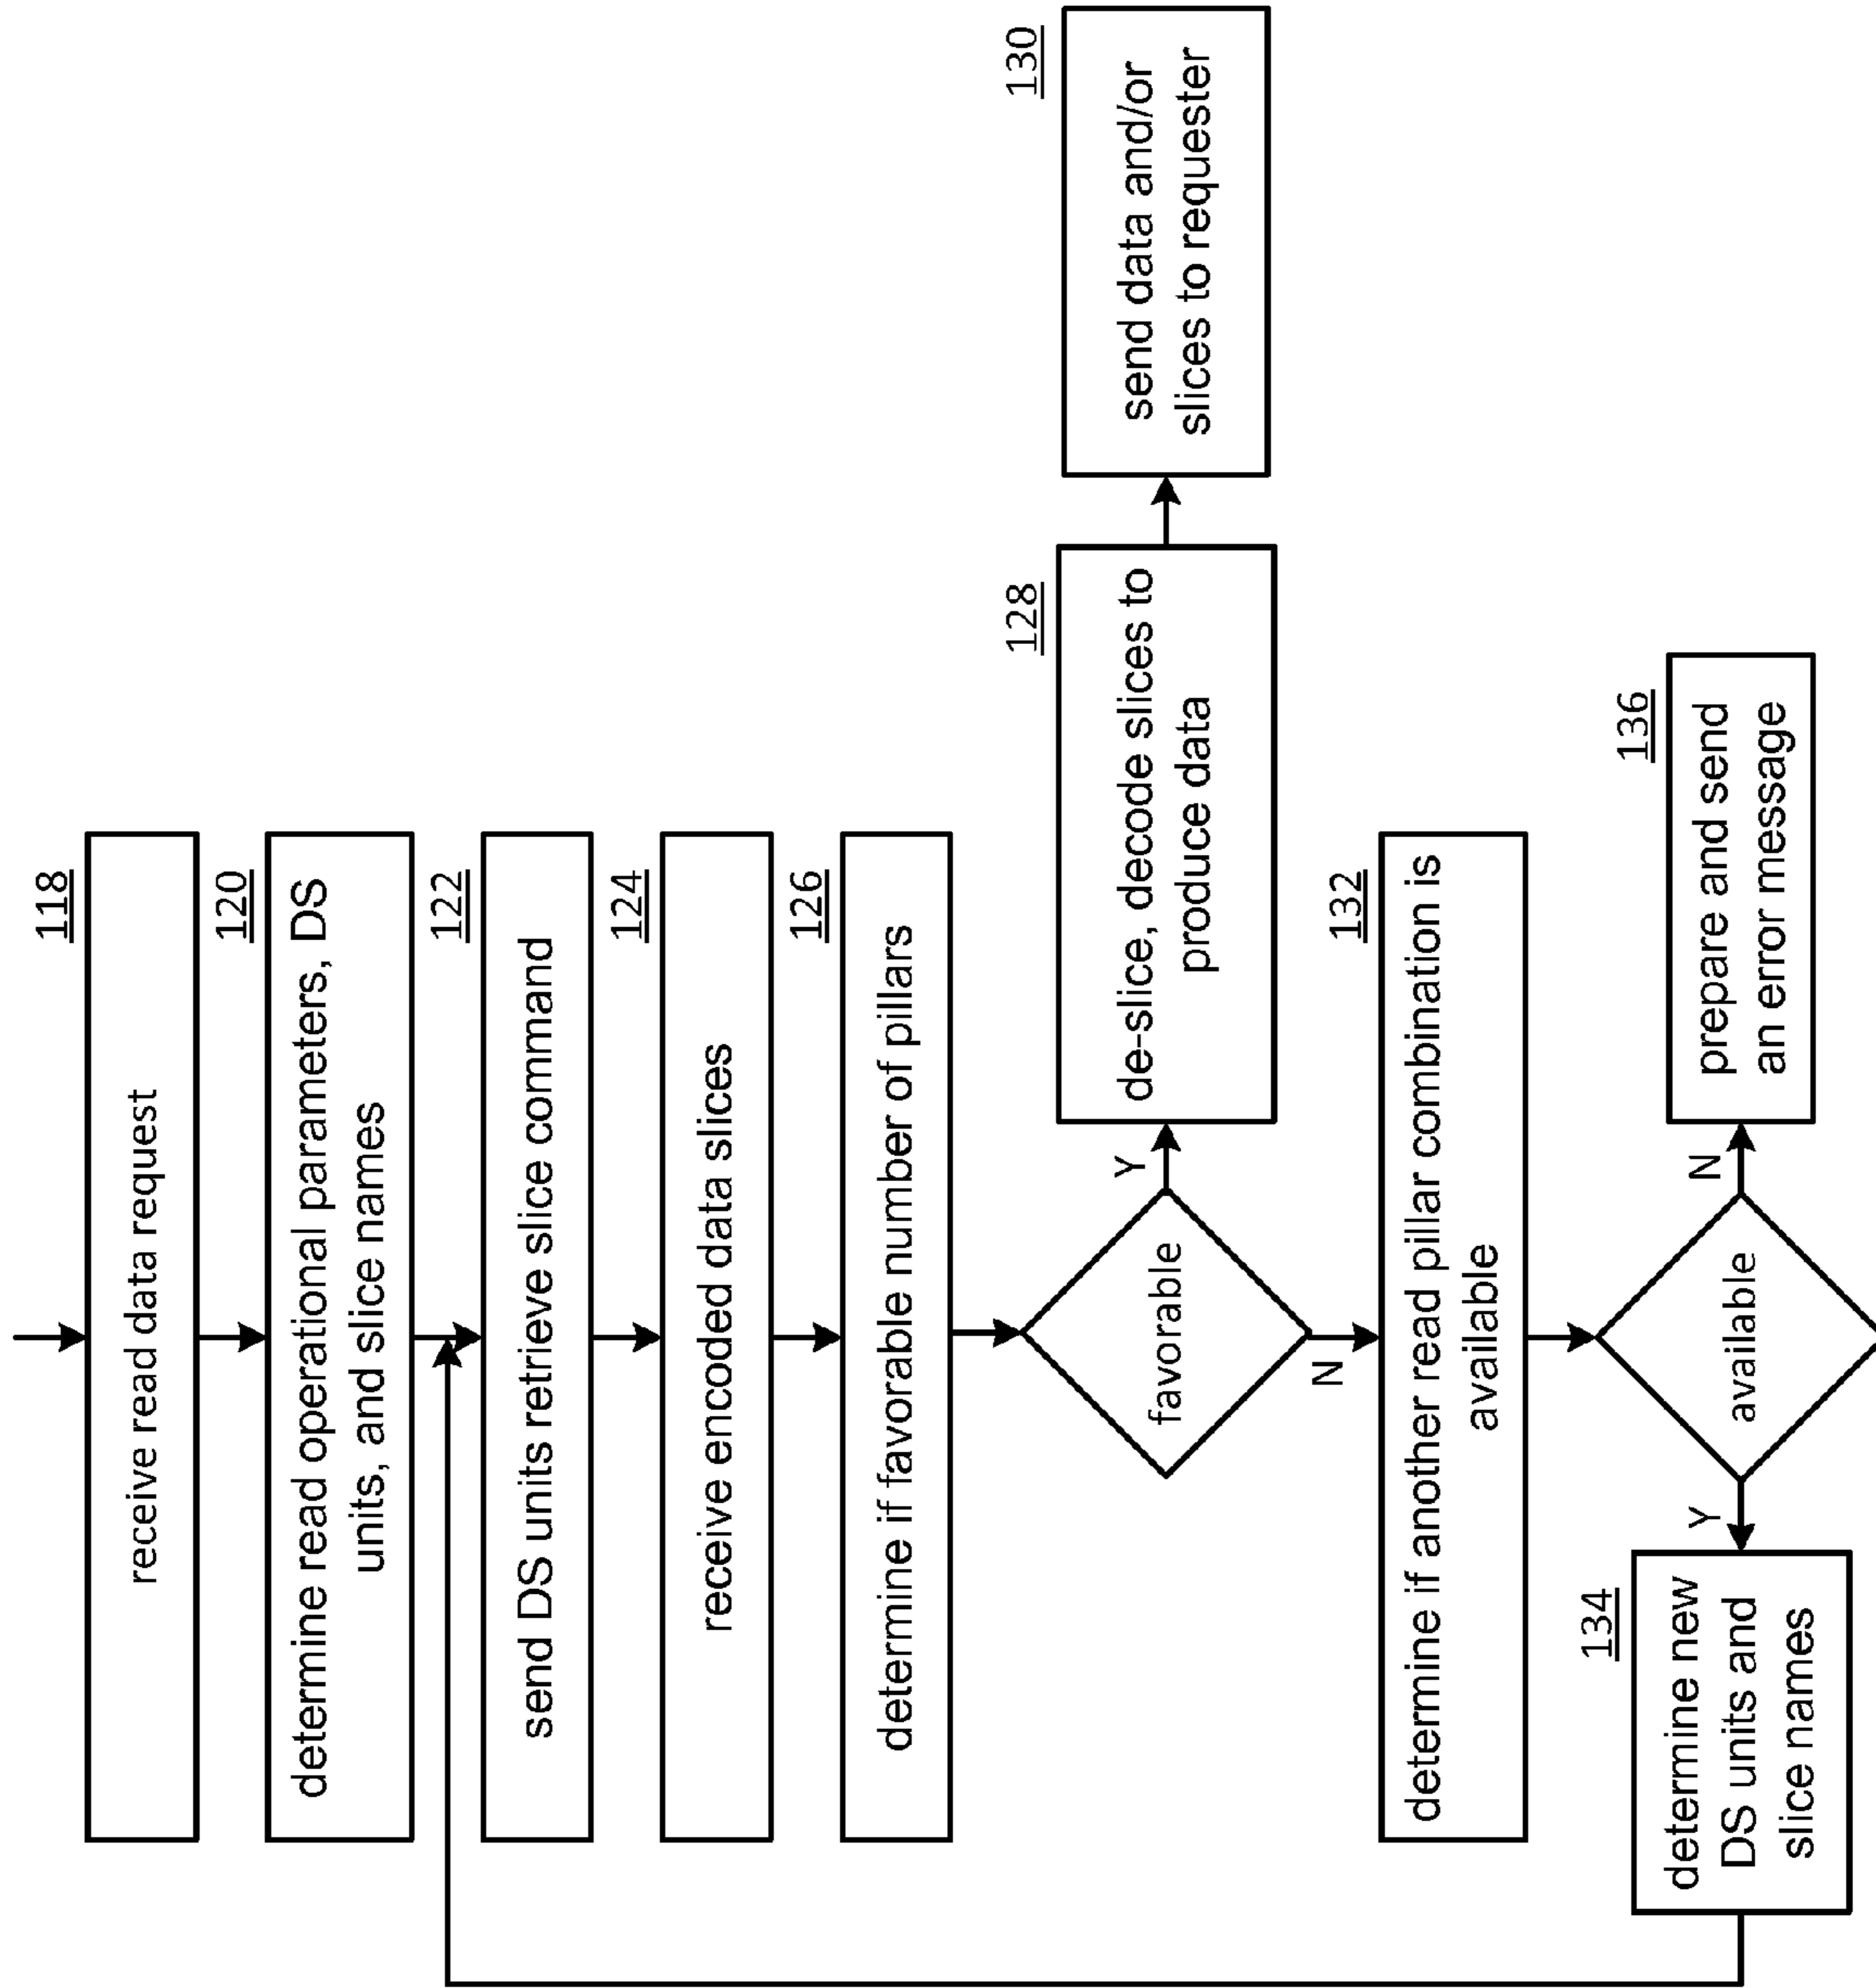 118
receive read data request
120
determine read operational parameters, DS
units, and slice names
122
send DS units retrieve slice command
124
receive encoded data slices
126
determine if favorable number of pillars
favorable
Y
N
128
de-slice, decode slices to
produce data
130
send data and/or
slices to requester
132
determine if another read pillar combination is
available
available
Y
N
134
determine new
DS units and
slice names
136
prepare and send
an error message